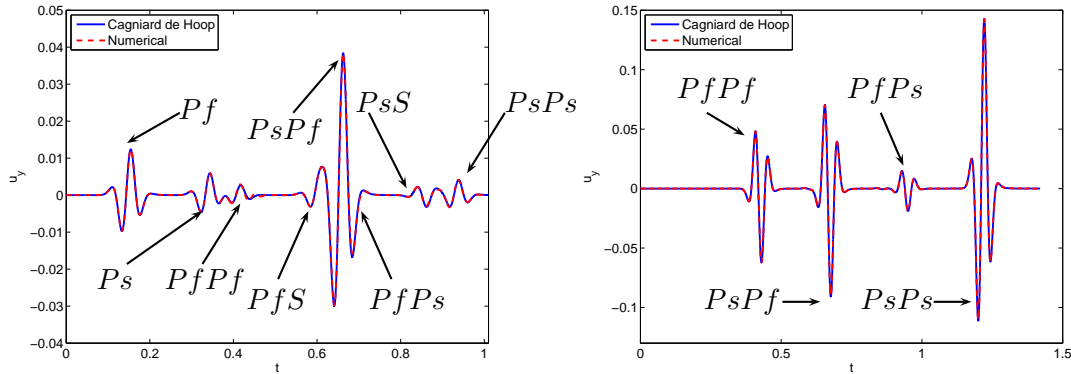 Cagniard de Hoop
Numerical
0.05
0.04
0.03
0.02
0.01
0
−0.01
−0.02
−0.03
−0.04
u_y
0
0.2
0.4
0.6
0.8
1
t
Pf
Ps
PfPf
PfS
PsPf
PsS
PfPs
PsPs
Cagniard de Hoop
Numerical
0.15
0.1
0.05
0
−0.05
−0.1
u_y
0
0.5
1
1.5
t
PfPf
PfPs
PsPf
PsPs